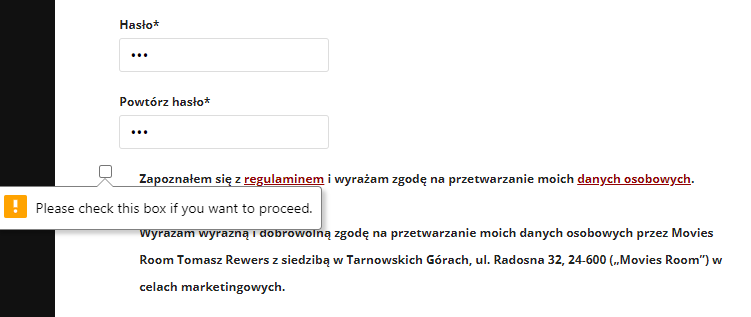 Hasło*
•••
Powtórz hasło*
•••
Zapoznałem się z regulaminem i wyrażam zgodę na przetwarzanie moich danych osobowych.
Please check this box if you want to proceed.
Wyrażam wyraźną i dobrowolną zgodę na przetwarzanie moich danych osobowych przez Movies
Room Tomasz Rewers z siedzibą w Tarnowskich Górach, ul. Radosna 32, 24-600 („Movies Room”) w
celach marketingowych.